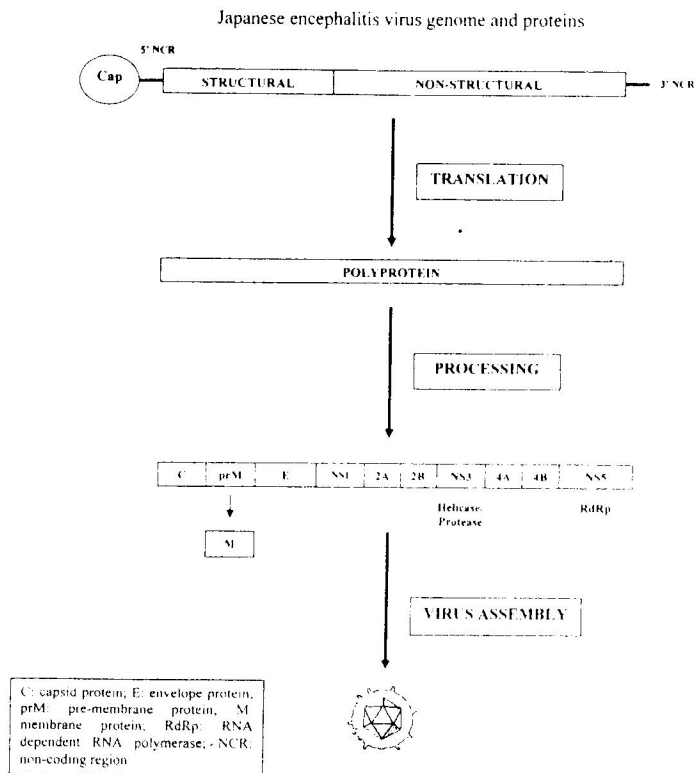 Japanese encephalitis virus genome and proteins
5' NCR
Cap
STRUCTURAL
NON-STRUCTURAL
3' NCR
TRANSLATION
POLYPROTEIN
PROCESSING
C prM E NS1 2A 2B NS3 4A 4B NS5
Helicase
Protease
RdRp
M
VIRUS ASSEMBLY
C: capsid protein; E: envelope protein,
prM: pre-membrane protein, M
membrane protein; RdRp: RNA
dependent RNA polymerase; - NCR:
non-coding region